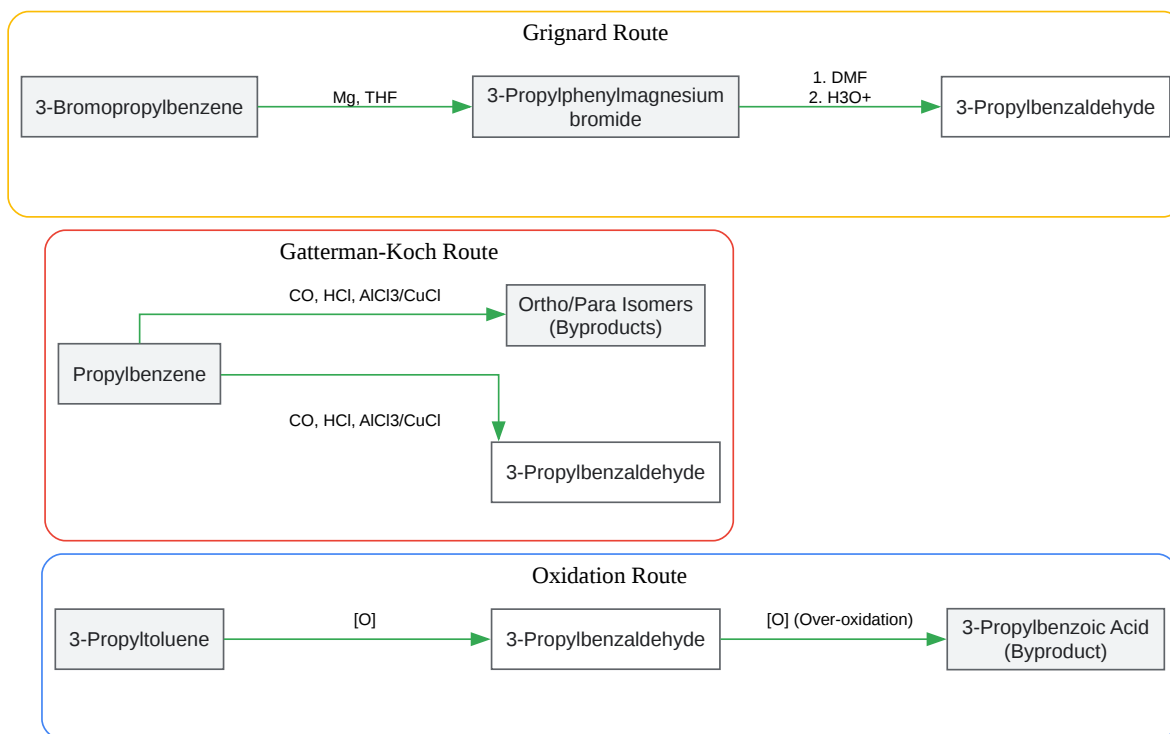 Grignard Route
3-Bromopropylbenzene
Mg, THF
3-Propylphenylmagnesium
bromide
1. DMF
2. H3O+
3-Propylbenzaldehyde
Gatterman-Koch Route
CO, HCl, AlCl3/CuCl
Ortho/Para Isomers
(Byproducts)
Propylbenzene
CO, HCl, AlCl3/CuCl
3-Propylbenzaldehyde
Oxidation Route
3-Propyltoluene
[O]
3-Propylbenzaldehyde
[O] (Over-oxidation)
3-Propylbenzoic Acid
(Byproduct)